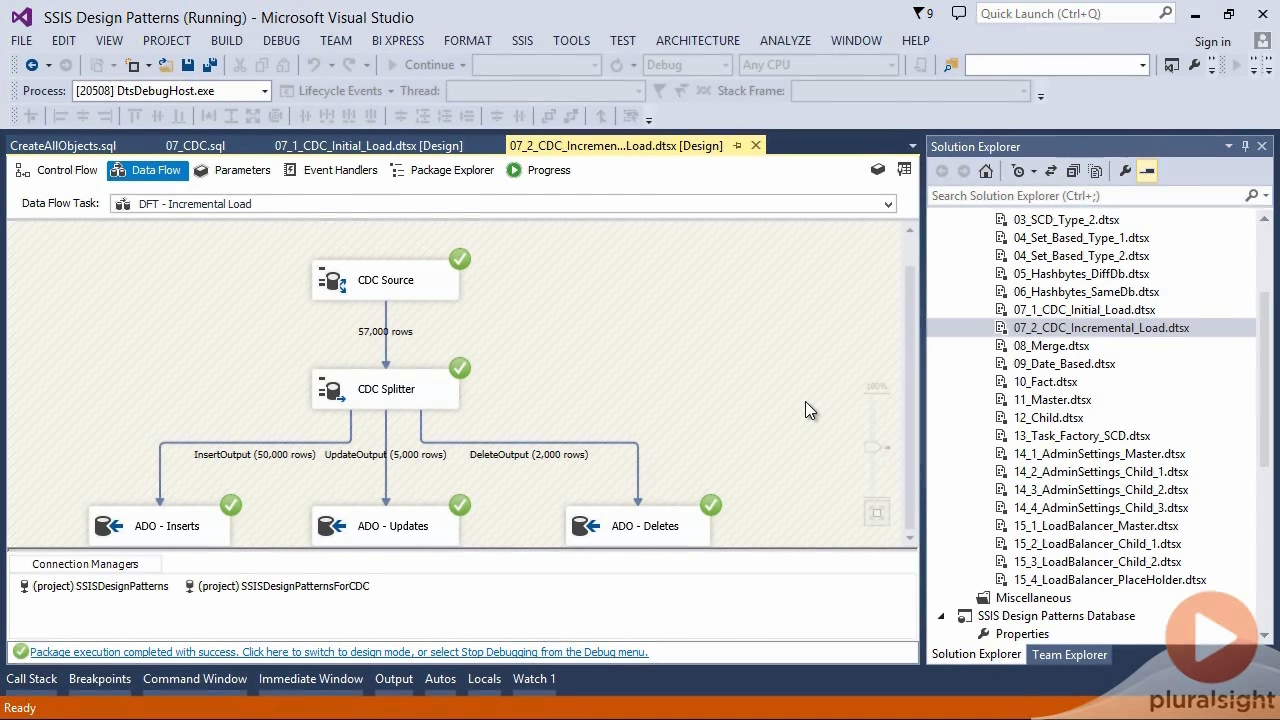 SSIS Design Patterns (Running) - Microsoft Visual Studio
9
Quick Launch (Ctrl+Q)
FILE EDIT VIEW PROJECT BUILD DEBUG TEAM BI XPRESS FORMAT SSIS TOOLS TEST ARCHITECTURE ANALYZE WINDOW HELP
Sign in
Continue Debug Any CPU
Process: [20508] DtsDebugHost.exe Lifecycle Events Thread: Stack Frame:
CreateAllObjects.sql 07_CDC.sql 07_1_CDC_Initial_Load.dtsx [Design] 07_2_CDC_Incremen...Load.dtsx [Design]
Control Flow Data Flow Parameters Event Handlers Package Explorer Progress
Data Flow Task: DFT - Incremental Load
CDC Source
57,000 rows
CDC Splitter
100%
InsertOutput (50,000 rows) UpdateOutput (5,000 rows) DeleteOutput (2,000 rows)
ADO - Inserts ADO - Updates ADO - Deletes
Connection Managers
(project) SSISDesignPatterns (project) SSISDesignPatternsForCDC
Package execution completed with success. Click here to switch to design mode, or select Stop Debugging from the Debug menu.
Call Stack Breakpoints Command Window Immediate Window Output Autos Locals Watch 1
Ready
Solution Explorer
Search Solution Explorer (Ctrl+;)
03_SCD_Type_2.dtsx
04_Set_Based_Type_1.dtsx
04_Set_Based_Type_2.dtsx
05_Hashbytes_DiffDb.dtsx
06_Hashbytes_SameDb.dtsx
07_1_CDC_Initial_Load.dtsx
07_2_CDC_Incremental_Load.dtsx
08_Merge.dtsx
09_Date_Based.dtsx
10_Fact.dtsx
11_Master.dtsx
12_Child.dtsx
13_Task_Factory_SCD.dtsx
14_1_AdminSettings_Master.dtsx
14_2_AdminSettings_Child_1.dtsx
14_3_AdminSettings_Child_2.dtsx
14_4_AdminSettings_Child_3.dtsx
15_1_LoadBalancer_Master.dtsx
15_2_LoadBalancer_Child_1.dtsx
15_3_LoadBalancer_Child_2.dtsx
15_4_LoadBalancer_PlaceHolder.dtsx
Miscellaneous
SSIS Design Patterns Database
Properties
Solution Explorer Team Explorer
pluralsight